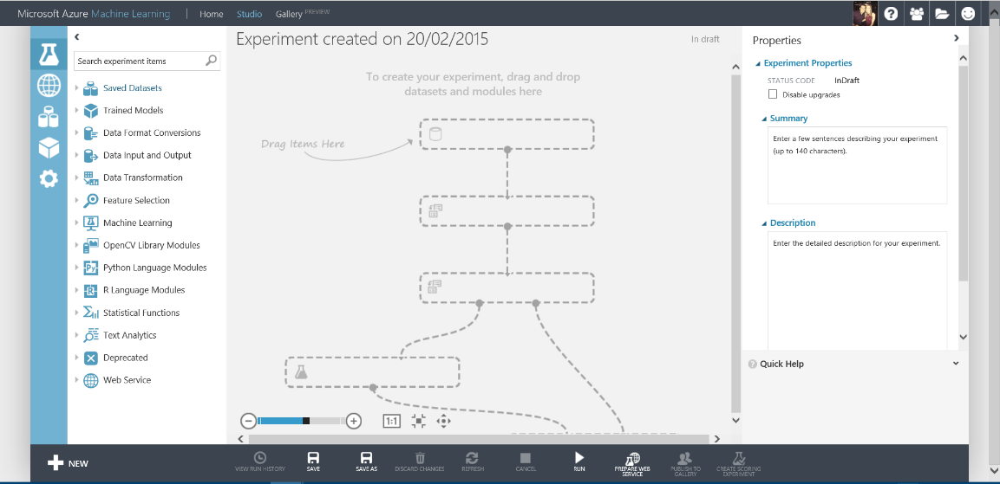 Microsoft Azure Machine Learning | Home Studio Gallery PREVIEW
Search experiment items
Saved Datasets
Trained Models
Data Format Conversions
Data Input and Output
Data Transformation
Feature Selection
Machine Learning
OpenCV Library Modules
Python Language Modules
R Language Modules
Statistical Functions
Text Analytics
Deprecated
Web Service
Experiment created on 20/02/2015
In draft
To create your experiment, drag and drop
datasets and modules here
Drag Items Here
1:1
Properties
Experiment Properties
STATUS CODE InDraft
Disable upgrades
Summary
Enter a few sentences describing your experiment
(up to 140 characters).
Description
Enter the detailed description for your experiment.
Quick Help
NEW
VIEW RUN HISTORY
SAVE
SAVE AS
DISCARD CHANGES
REFRESH
CANCEL
RUN
PREPARE WEB
SERVICE
PUBLISH TO
GALLERY
CREATE SCORING
EXPERIMENT